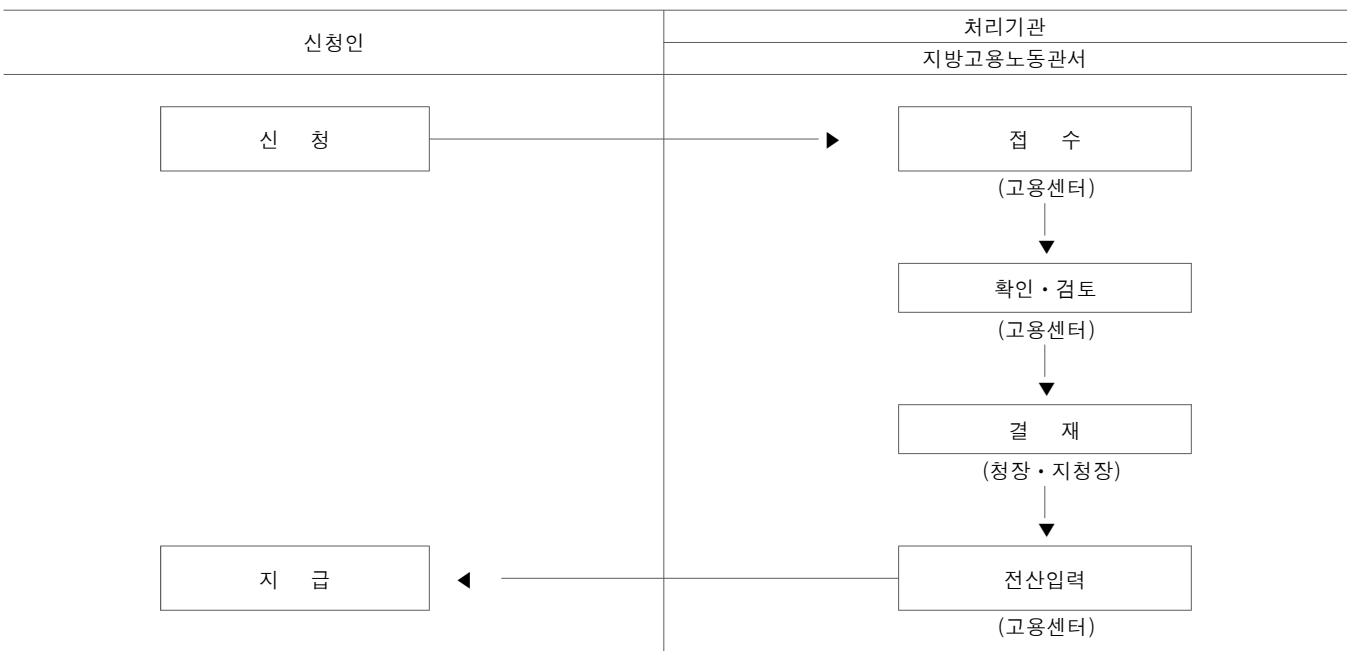 신청인
처리기관
지방고용노동관서
신 청
접 수
(고용센터)
확인·검토
(고용센터)
결 재
(청장·지청장)
지 급
전산입력
(고용센터)